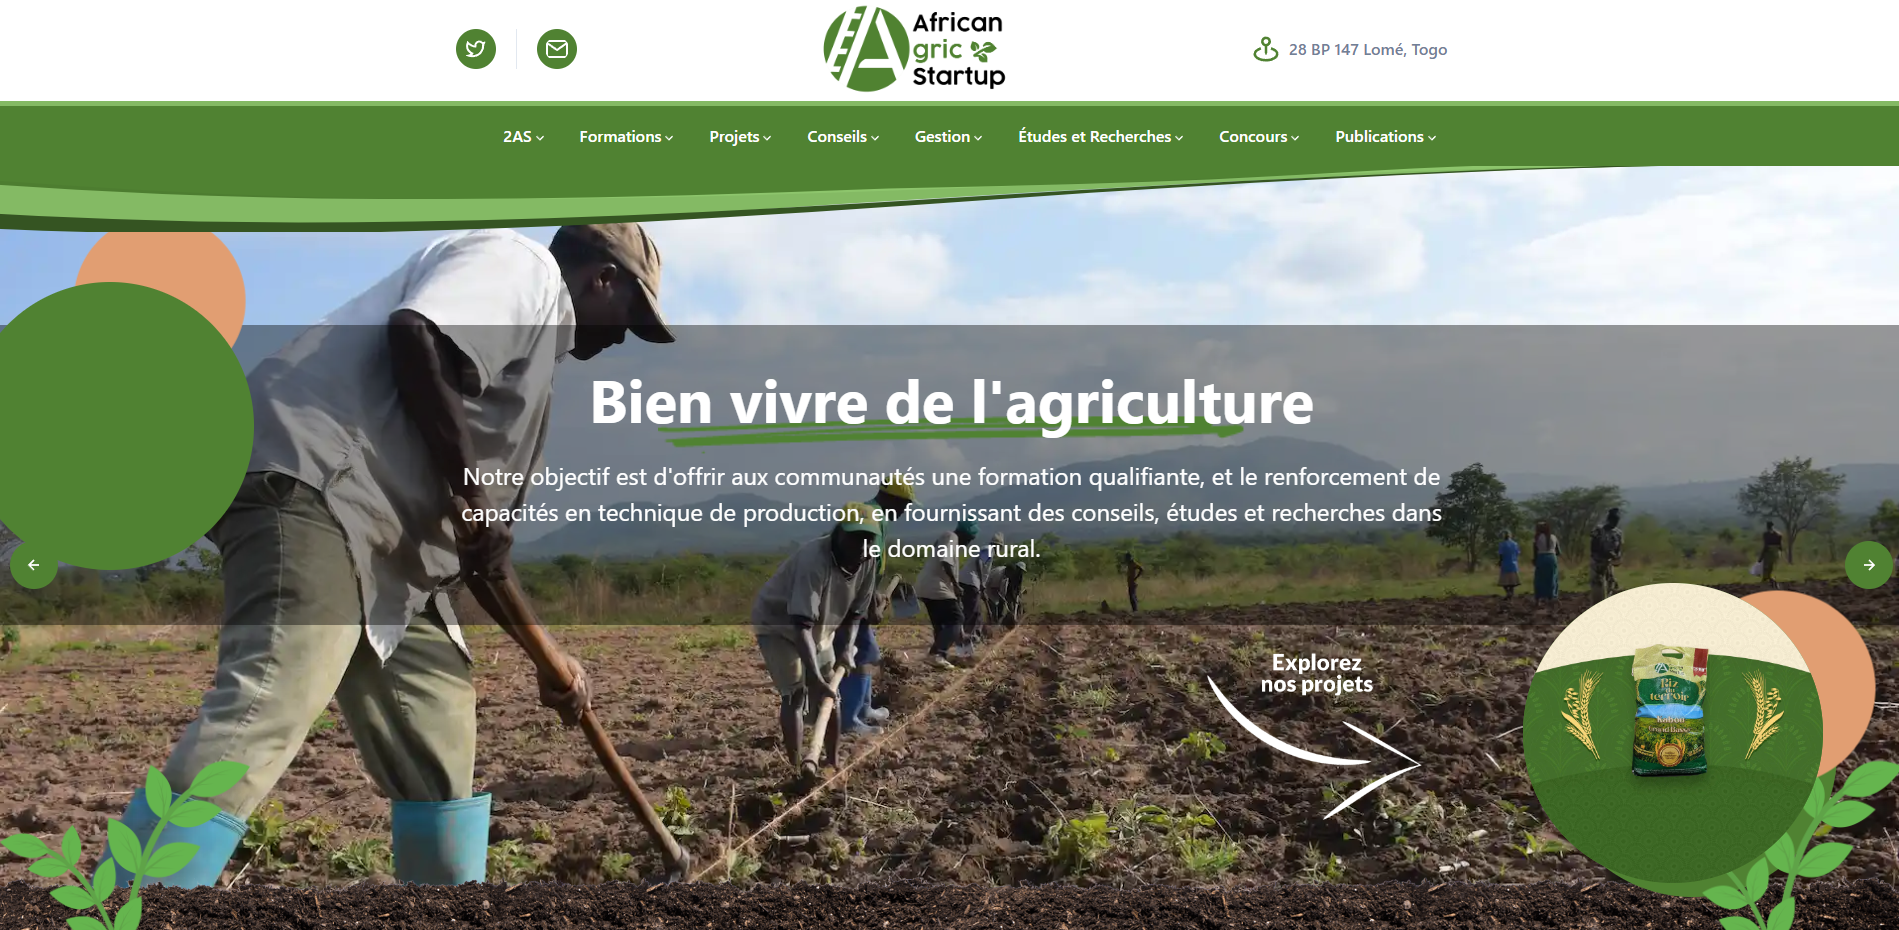 African
gric
Startup
28 BP 147 Lomé, Togo
2AS
Formations
Projets
Conseils
Gestion
Études et Recherches
Concours
Publications
Bien vivre de l'agriculture
Notre objectif est d'offrir aux communautés une formation qualifiante, et le renforcement de
capacités en technique de production, en fournissant des conseils, études et recherches dans
le domaine rural.
Explorez
nos projets
Riz
du
terroir